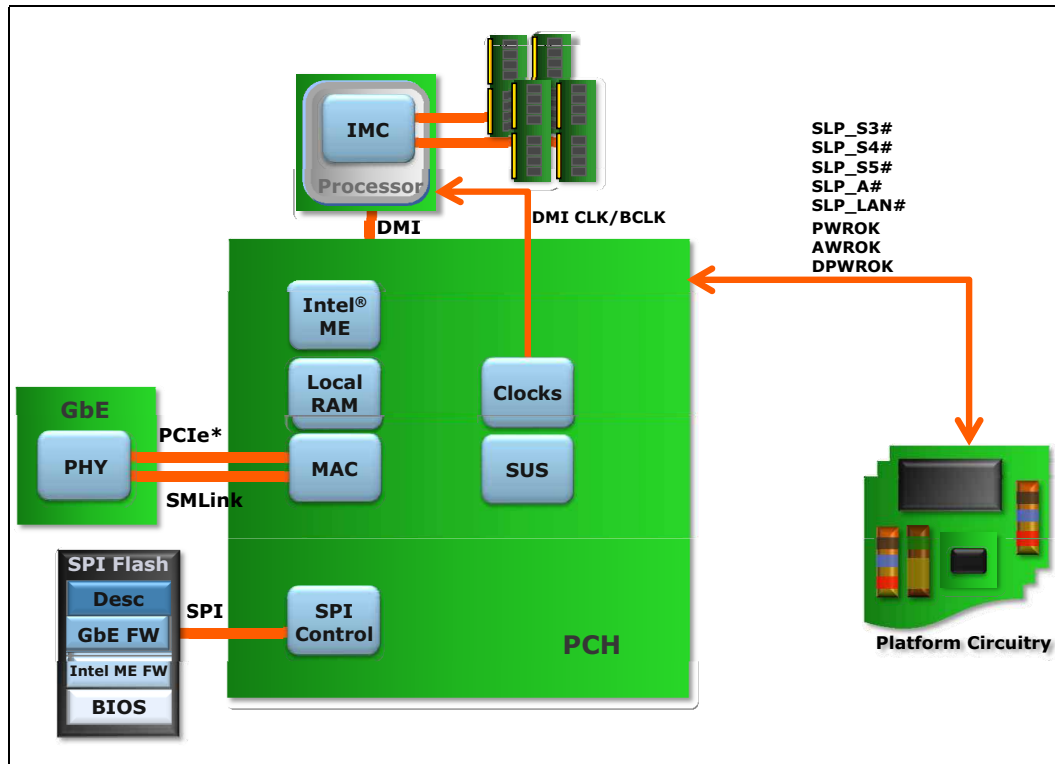 IMC
Processor
DMI
DMI CLK/BCLK
SLP_S3#
SLP_S4#
SLP_S5#
SLP_A#
SLP_LAN#
PWROK
AWROK
DPWROK
Intel®
ME
Local
RAM
Clocks
GbE
PHY
PCIe*
SMLink
MAC
SUS
SPI Flash
Desc
GbE FW
Intel ME FW
BIOS
SPI
SPI
Control
PCH
Platform Circuitry